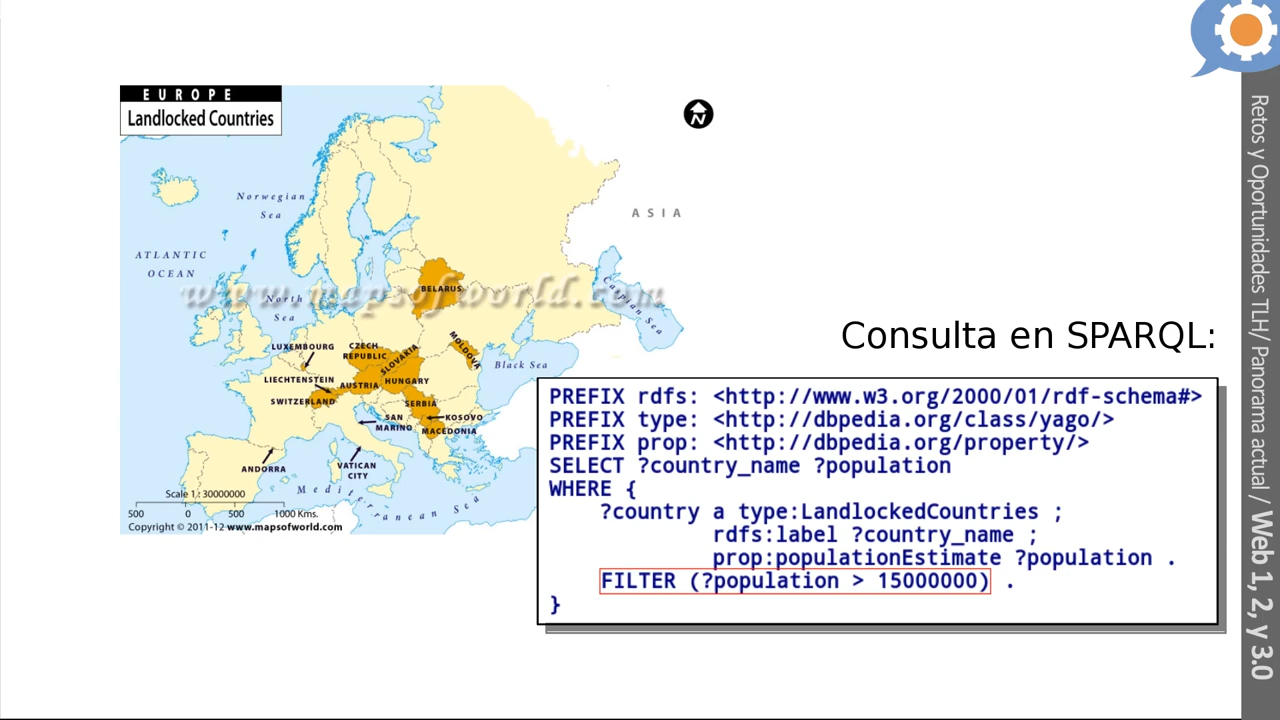 EUROPE
Landlocked Countries
N
ASIA
Norwegian
Sea
ATLANTIC
OCEAN
BELARUS
www.mapsofworld.com
North
Sea
Caspian Sea
LUXEMBOURG
CZECH
REPUBLIC
SLOVAKIA
MOLDOVA
Black Sea
LIECHTENSTEIN
AUSTRIA
HUNGARY
SWITZERLAND
SERBIA
SAN
MARINO
KOSOVO
MACEDONIA
ANDORRA
VATICAN
CITY
Mediterranean Sea
Scale 1 : 30000000
500 0 500 1000 Kms.
Copyright © 2011-12 www.mapsofworld.com
Consulta en SPARQL:
PREFIX rdfs: <http://www.w3.org/2000/01/rdf-schema#>
PREFIX type: <http://dbpedia.org/class/yago/>
PREFIX prop: <http://dbpedia.org/property/>
SELECT ?country_name ?population
WHERE {
?country a type:LandlockedCountries ;
rdfs:label ?country_name ;
prop:populationEstimate ?population .
FILTER (?population > 15000000) .
}
Retos y Oportunidades TLH/ Panorama actual / Web 1, 2, y 3.0